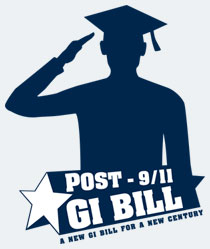 POST - 9/11
GI BILL
A NEW GI BILL FOR A NEW CENTURY